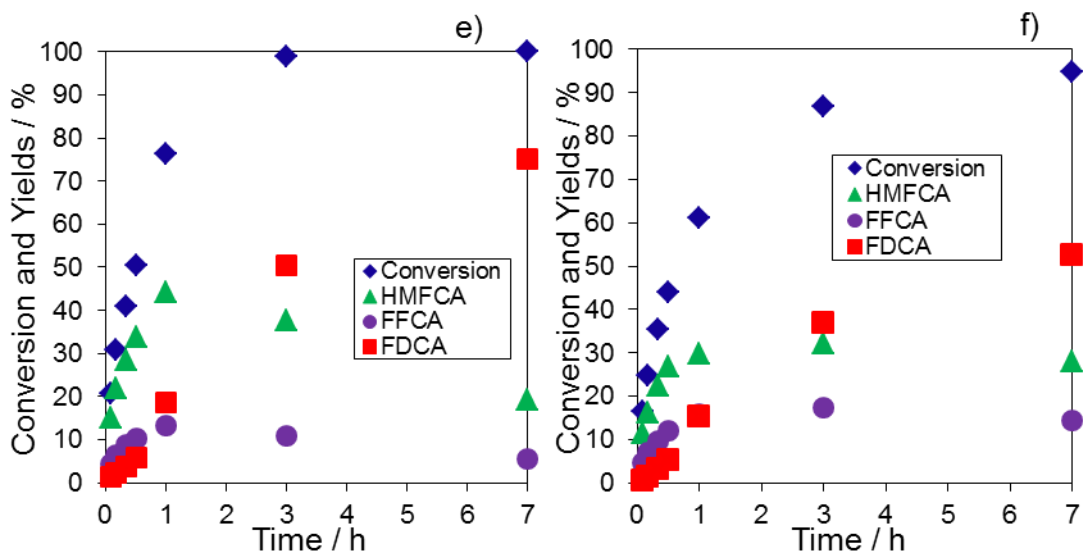 e)
Conversion and Yields / %
100
90
80
70
60
50
40
30
20
10
0
Conversion
HMFCA
FFCA
FDCA
0 1 2 3 4 5 6 7
Time / h
f)
Conversion and Yields / %
100
90
80
70
60
50
40
30
20
10
0
Conversion
HMFCA
FFCA
FDCA
0 1 2 3 4 5 6 7
Time / h